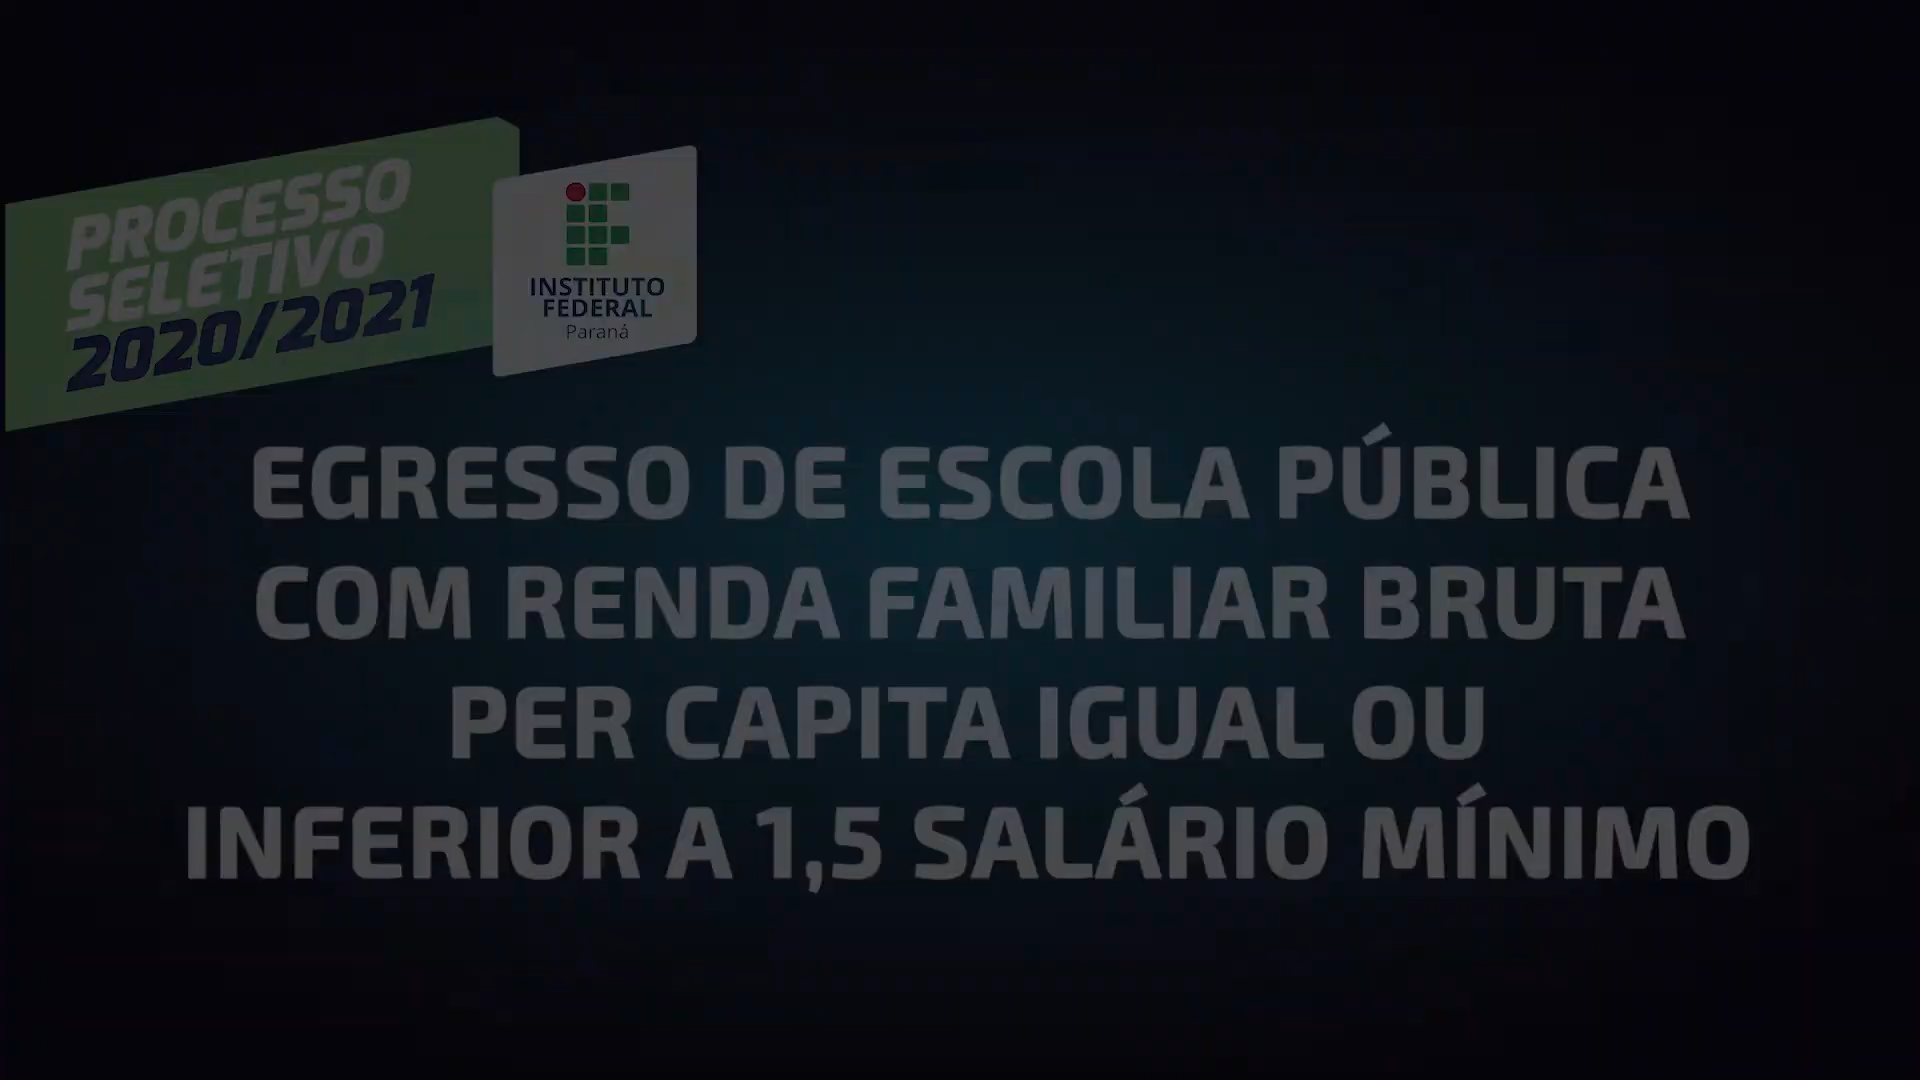 PROCESSO
SELETIVO
2020/2021
INSTITUTO
FEDERAL
Paraná
EGRESSO DE ESCOLA PÚBLICA
COM RENDA FAMILIAR BRUTA
PER CAPITA IGUAL OU
INFERIOR A 1,5 SALÁRIO MÍNIMO